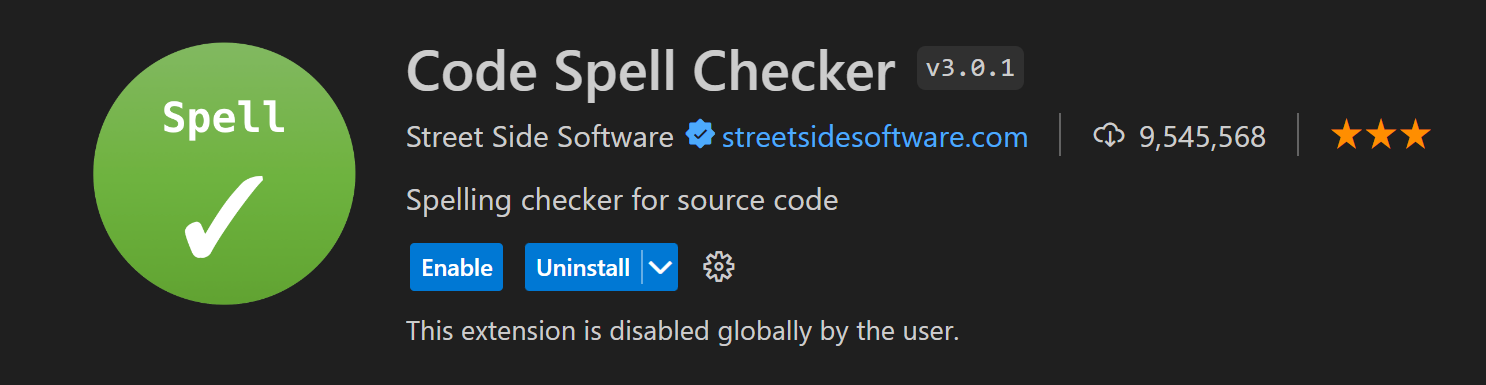 Spell
Code Spell Checker v3.0.1
Street Side Software streetsidesoftware.com 9,545,568
Spelling checker for source code
Enable Uninstall
This extension is disabled globally by the user.